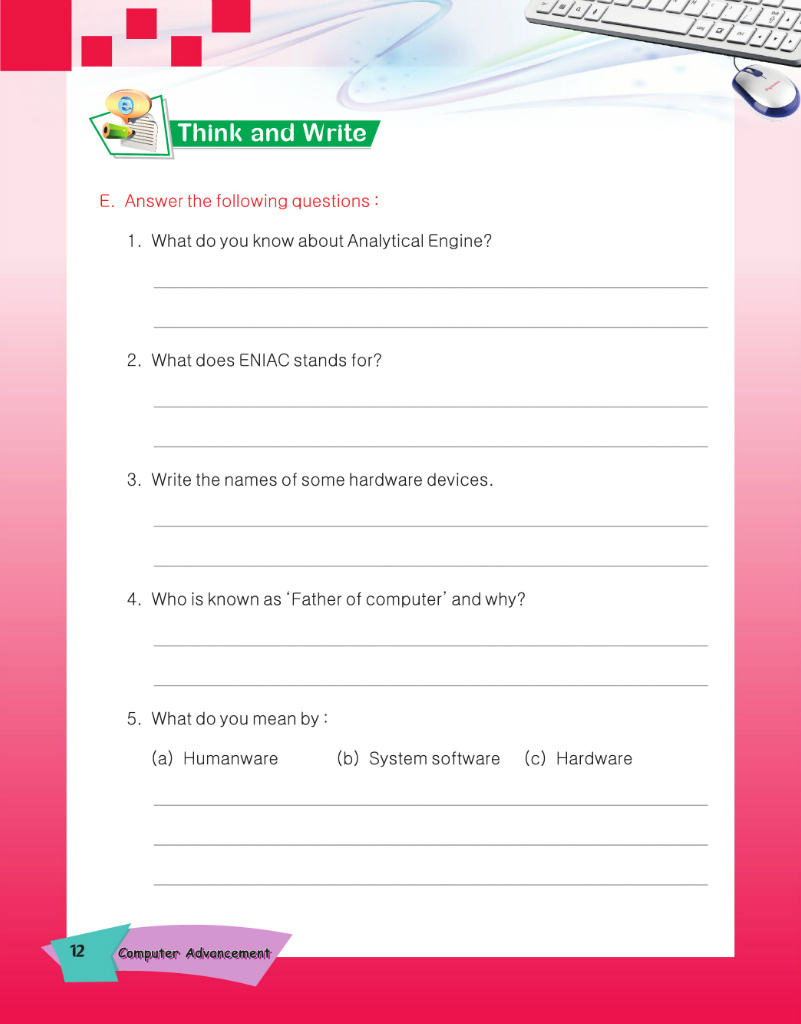 Think and Write
E. Answer the following questions :
1. What do you know about Analytical Engine?
2. What does ENIAC stands for?
3. Write the names of some hardware devices.
4. Who is known as ‘Father of computer’ and why?
5. What do you mean by :
(a) Humanware (b) System software (c) Hardware
12 Computer Advancement